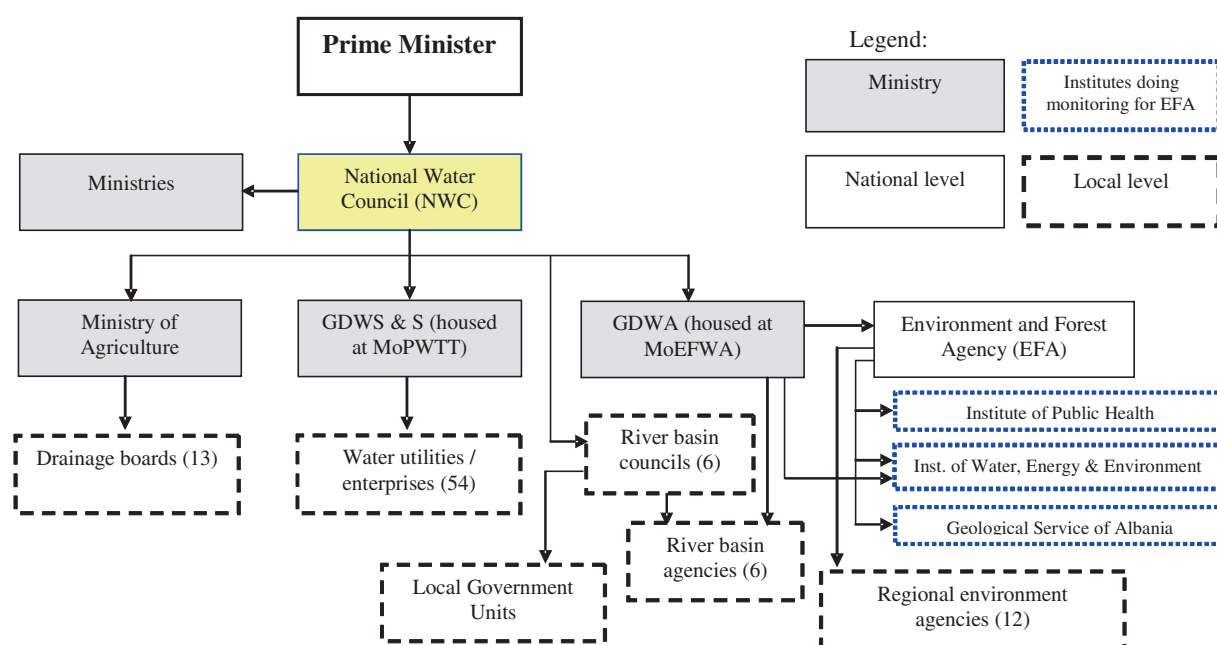 Prime Minister
Legend:
Ministry
Institutes doing
monitoring for EFA
Ministries
National Water
Council (NWC)
National level
Local level
Ministry of
Agriculture
GDWS & S (housed
at MoPWTT)
GDWA (housed at
MoEFWA)
Environment and Forest
Agency (EFA)
Institute of Public Health
Drainage boards (13)
Water utilities /
enterprises (54)
River basin
councils (6)
Inst. of Water, Energy & Environment
Geological Service of Albania
Local Government
Units
River basin
agencies (6)
Regional environment
agencies (12)